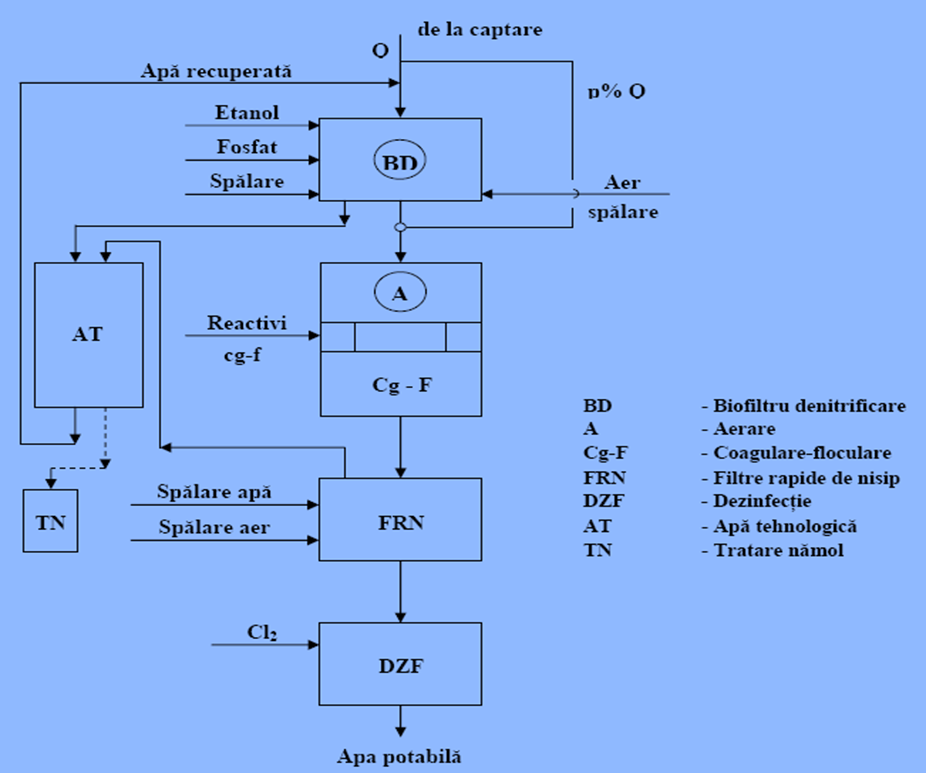 de la captare
Q
Apă recuperată
p% Q
Etanol
Fosfat
BD
Spălare
Aer
spălare
A
AT
Reactivi
cg-f
Cg - F
BD - Biofiltru denitrificare
A - Aerare
Cg-F - Coagulare-floculare
FRN - Filtre rapide de nisip
DZF - Dezinfecție
AT - Apă tehnologică
TN - Tratare nămol
Spălare apă
TN
FRN
Spălare aer
Cl₂
DZF
Apa potabilă